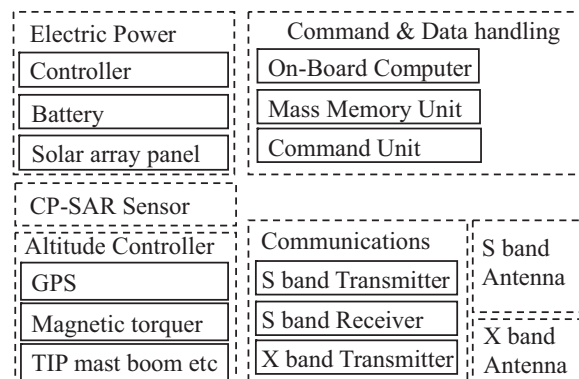 Electric Power
Controller
Battery
Solar array panel
Command & Data handling
On-Board Computer
Mass Memory Unit
Command Unit
CP-SAR Sensor
Altitude Controller
GPS
Magnetic torquer
TIP mast boom etc
Communications
S band Transmitter
S band Receiver
X band Transmitter
S band
Antenna
X band
Antenna